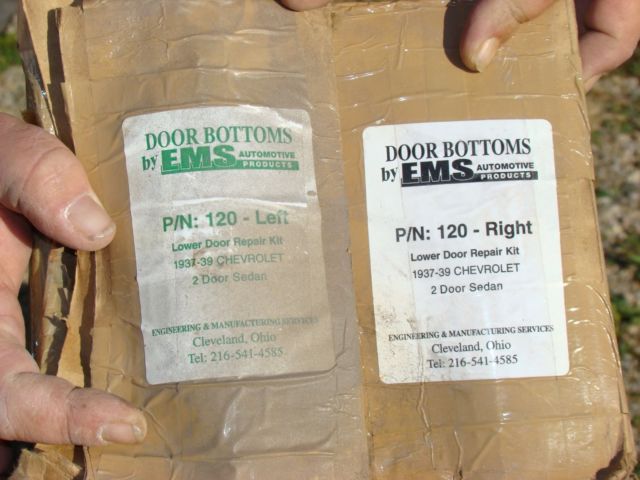 DOOR BOTTOMS
by EMS AUTOMOTIVE
PRODUCTS
P/N: 120 - Left
Lower Door Repair Kit
1937-39 CHEVROLET
2 Door Sedan
ENGINEERING & MANUFACTURING SERVICES
Cleveland, Ohio
Tel: 216-541-4585
DOOR BOTTOMS
by EMS AUTOMOTIVE
PRODUCTS
P/N: 120 - Right
Lower Door Repair Kit
1937-39 CHEVROLET
2 Door Sedan
ENGINEERING & MANUFACTURING SERVICES
Cleveland, Ohio
Tel: 216-541-4585